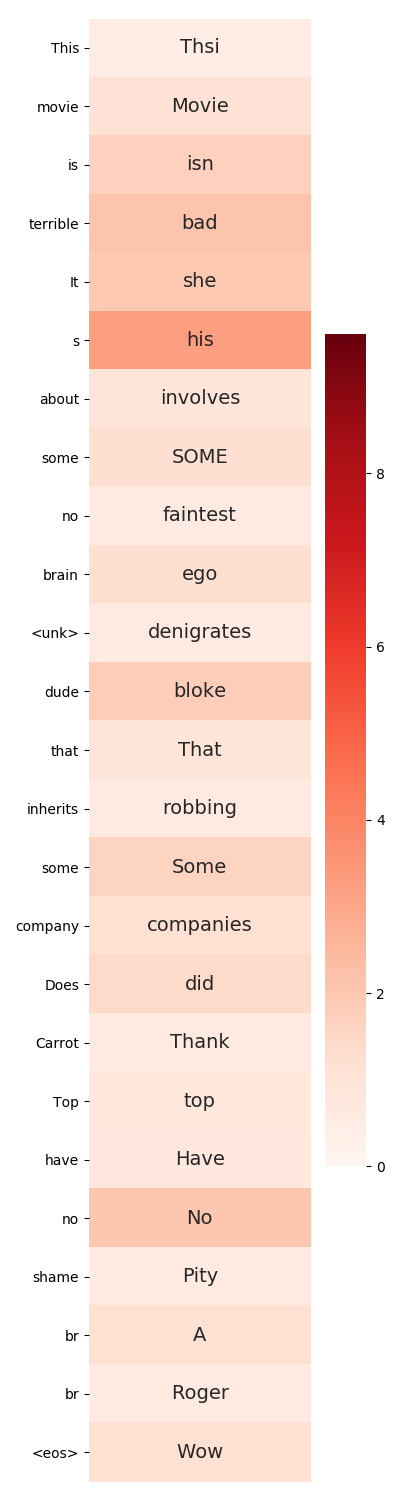 This Thsi
movie Movie
is isn
terrible bad
It she
s his
about involves
some SOME
no faintest
brain ego
<unk> denigrates
dude bloke
that That
inherits robbing
some Some
company companies
Does did
Carrot Thank
Top top
have Have
no No
shame Pity
br A
br Roger
<eos> Wow
8
6
4
2
0